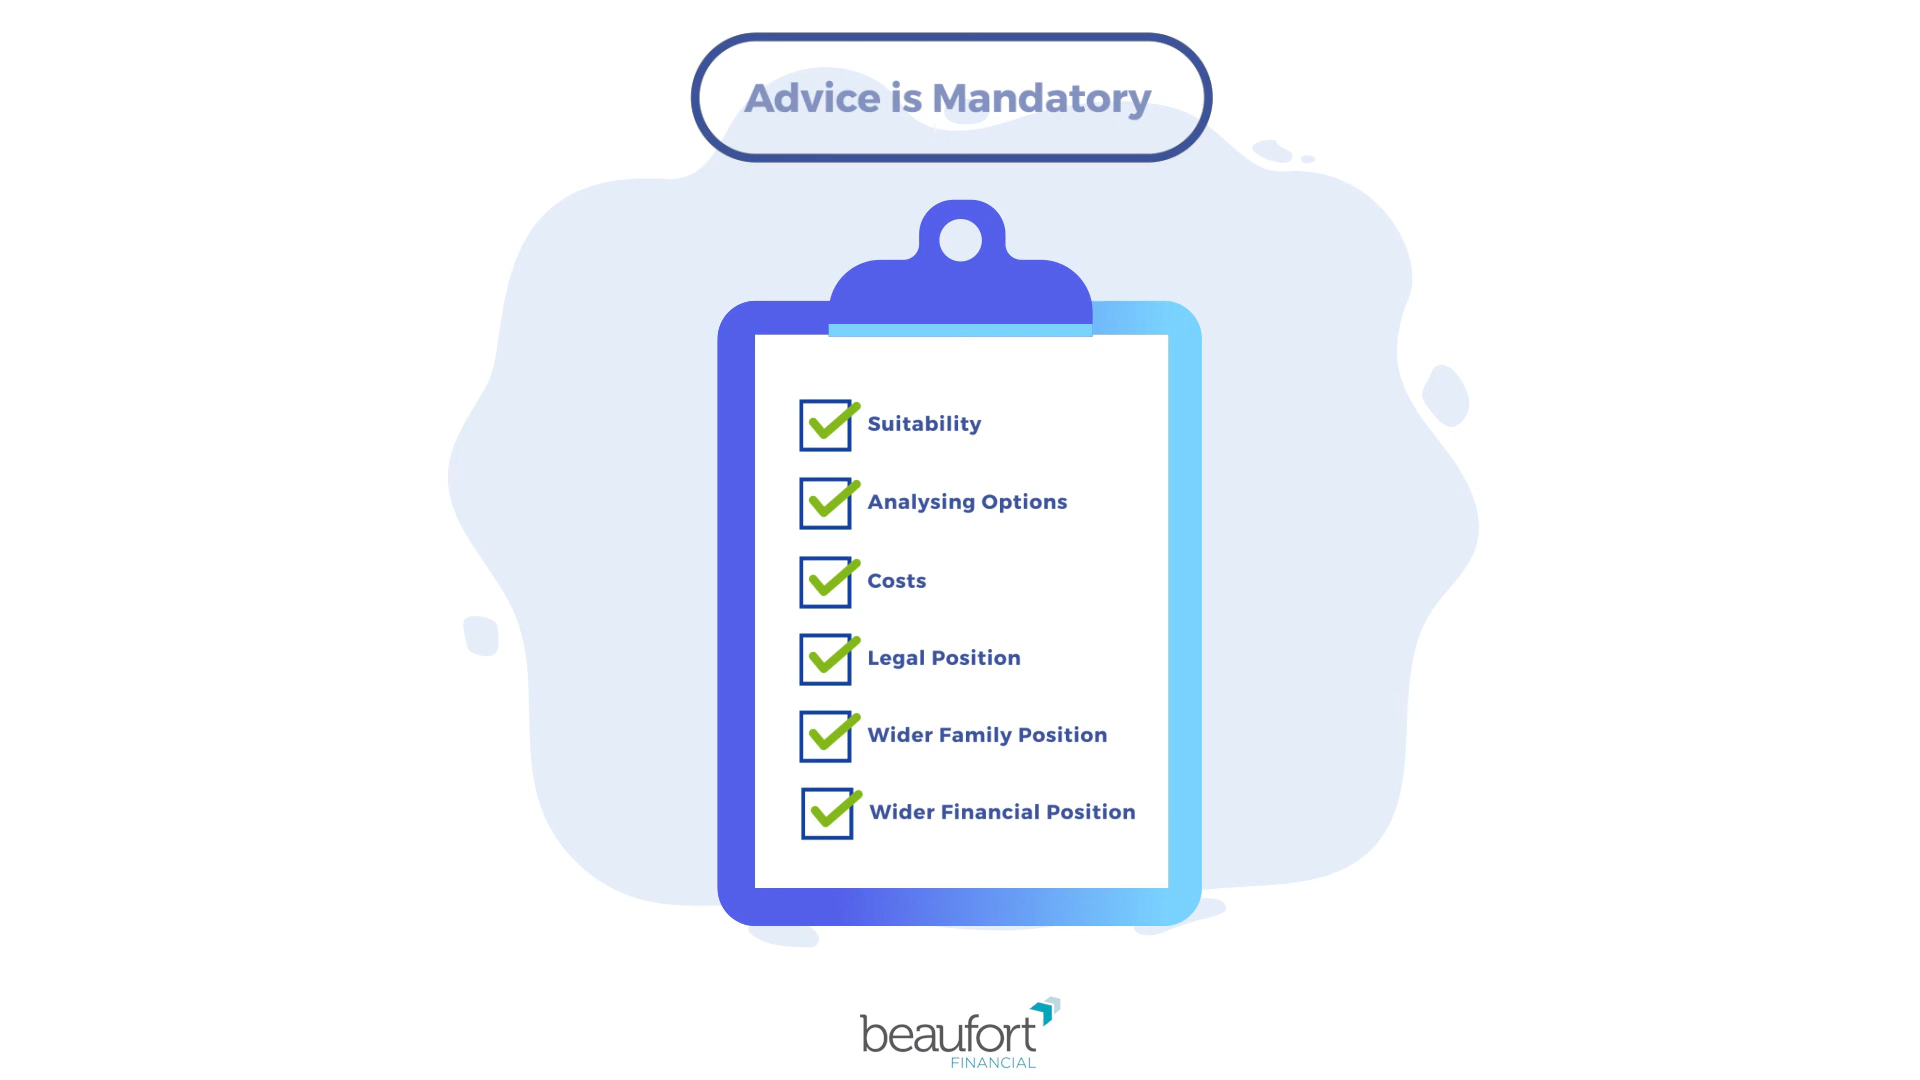 Advice is Mandatory
Suitability
Analysing Options
Costs
Legal Position
Wider Family Position
Wider Financial Position
beaufort
FINANCIAL